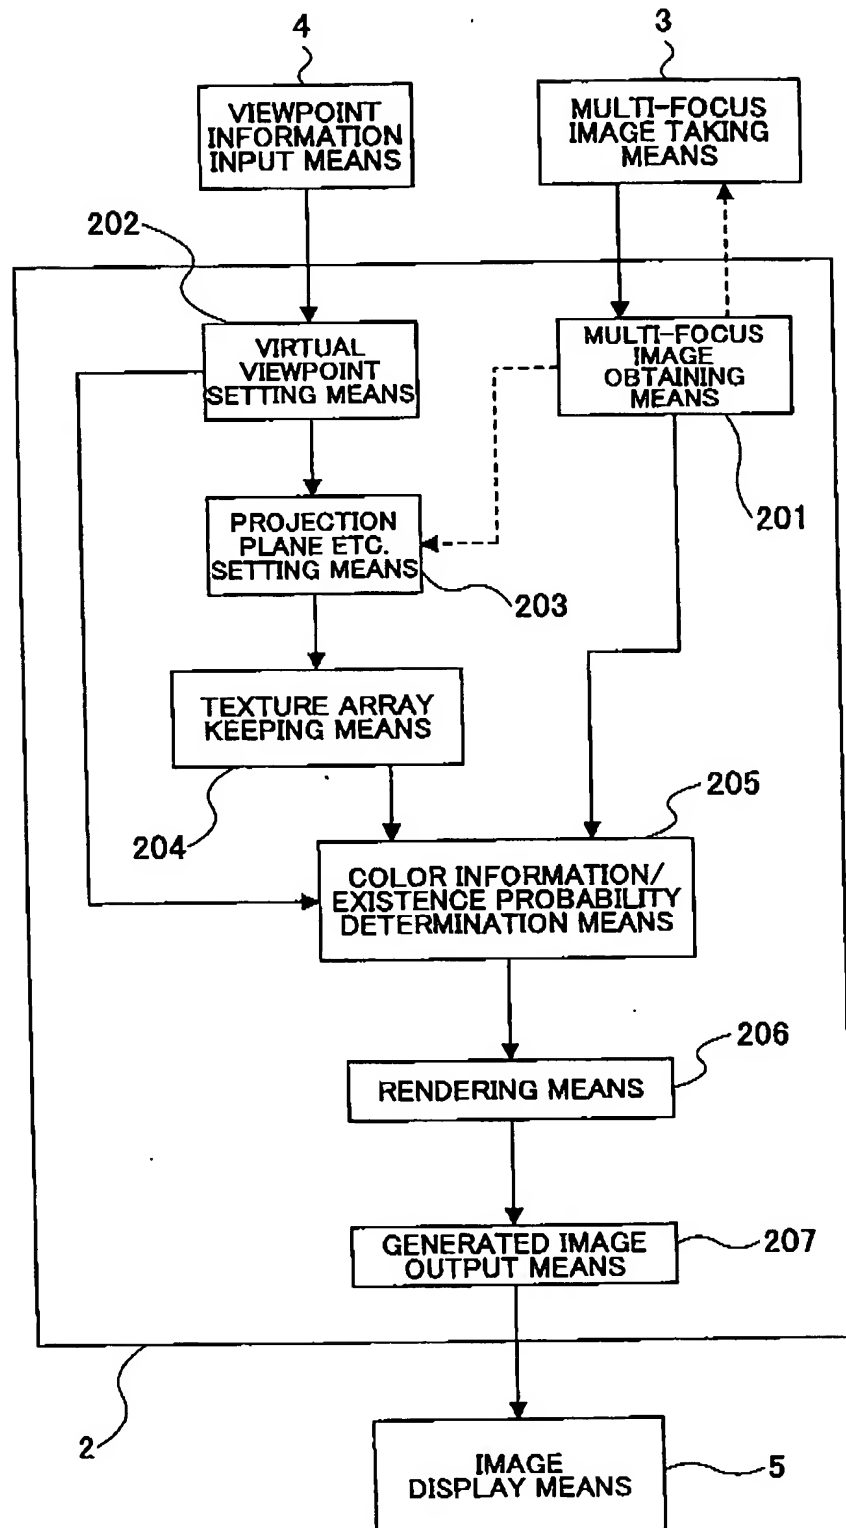 4
3
VIEWPOINT
INFORMATION
INPUT MEANS
MULTI-FOCUS
IMAGE TAKING
MEANS
202
VIRTUAL
VIEWPOINT
SETTING MEANS
MULTI-FOCUS
IMAGE
OBTAINING
MEANS
201
PROJECTION
PLANE ETC.
SETTING MEANS
203
TEXTURE ARRAY
KEEPING MEANS
204
205
COLOR INFORMATION/
EXISTENCE PROBABILITY
DETERMINATION MEANS
206
RENDERING MEANS
GENERATED IMAGE
OUTPUT MEANS
207
2
IMAGE
DISPLAY MEANS
5